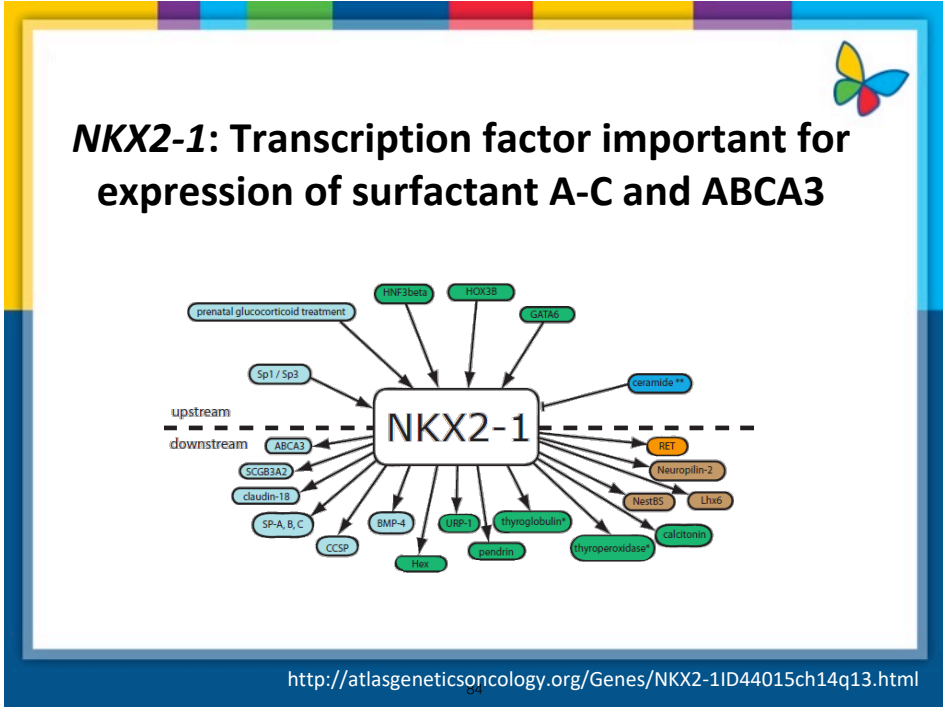 NKX2-1: Transcription factor important for
expression of surfactant A-C and ABCA3
HNF3beta
HOX3B
prenatal glucocorticoid treatment
GATA6
Sp1 / Sp3
ceramide **
upstream
NKX2-1
downstream
ABCA3
RET
SCGB3A2
Neuropilin-2
claudin-18
NestBS
Lhx6
SP-A, B, C
BMP-4
URP-1
thyroglobulin*
calcitonin
CCSP
pendrin
thyroperoxidase*
Hex
http://atlasgeneticsoncology.org/Genes/NKX2-1ID44015ch14q13.html
84